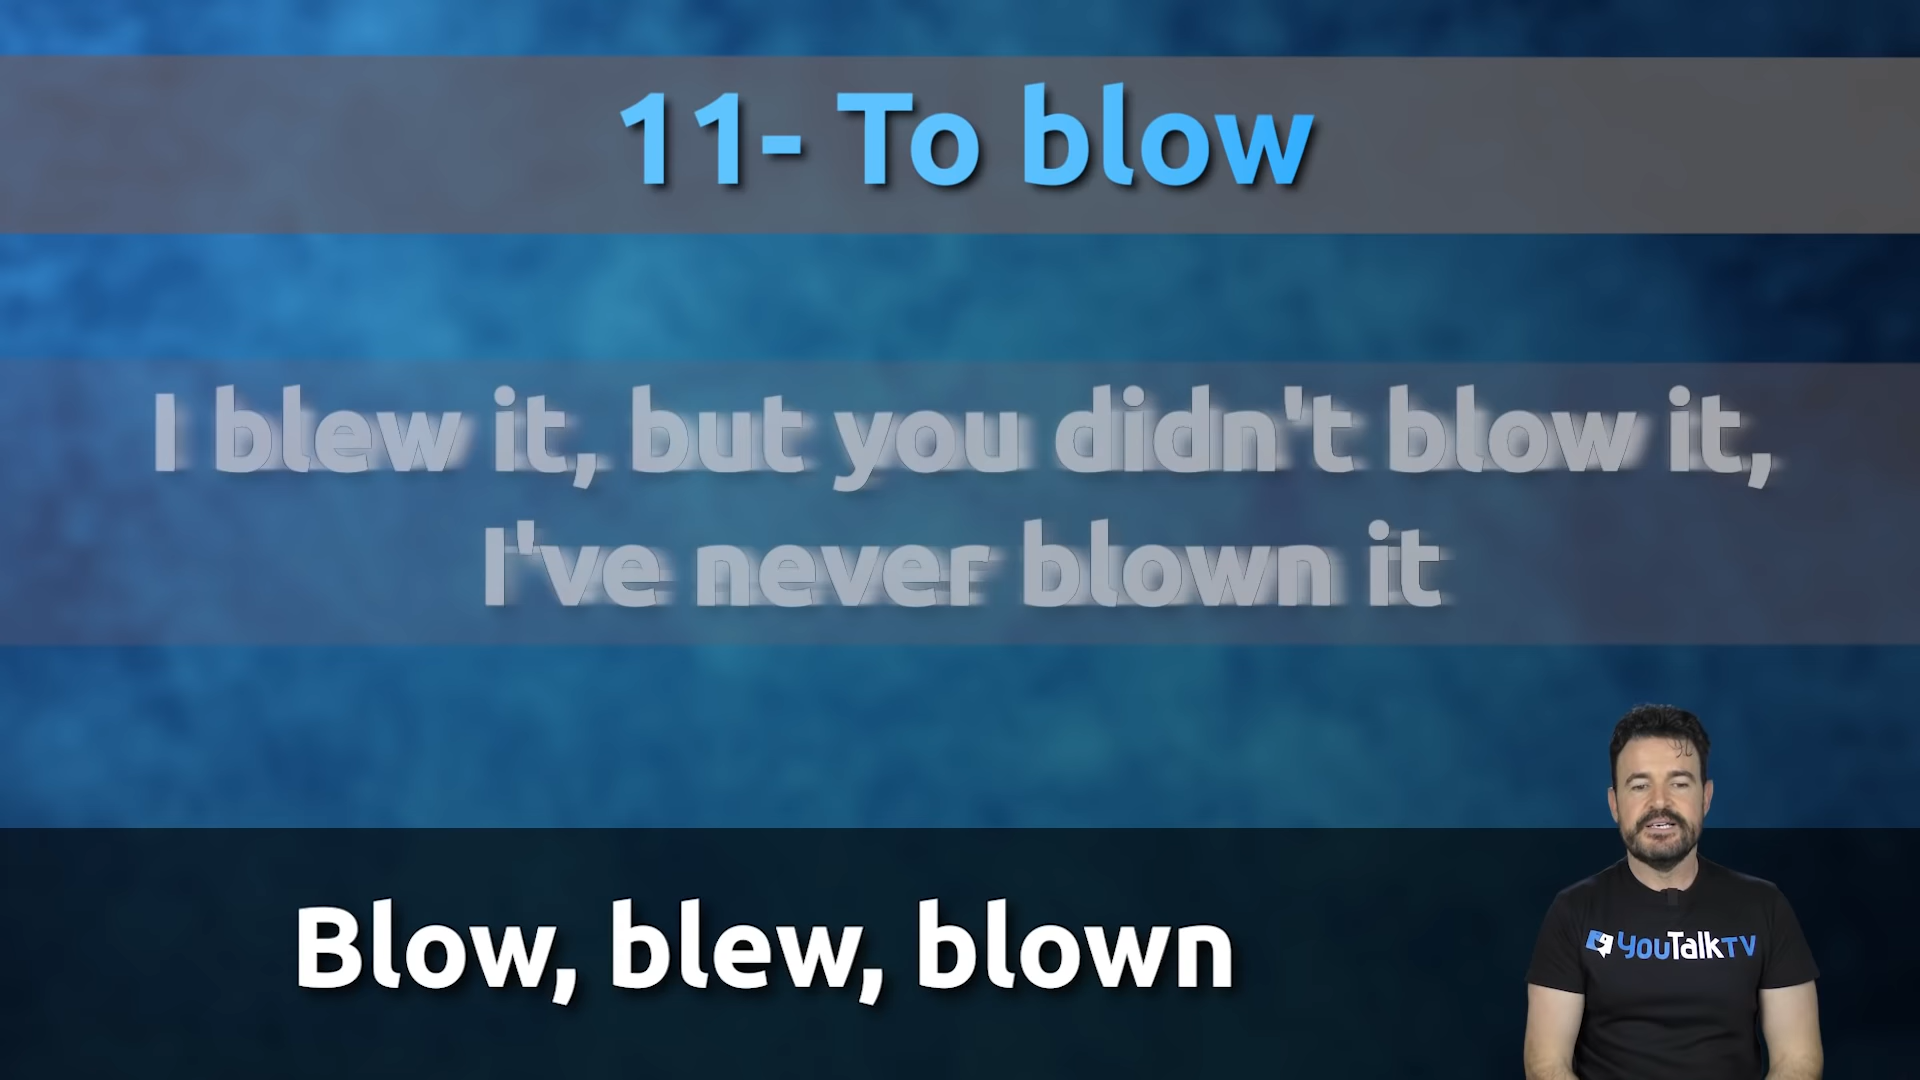 11- To blow
I blew it, but you didn't blow it,
I've never blown it
Blow, blew, blown
YouTalkTV